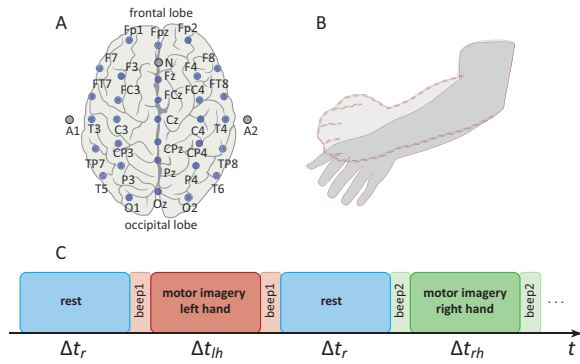 A
frontal lobe
Fp1 Fpz Fp2
F7 F3 N Fz F4 F8
FT7 FC3 FCz FC4 FT8
A1 T3 C3 Cz C4 T4 A2
TP7 CP3 CPz CP4 TP8
T5 P3 Pz P4 T6
O1 Oz O2
occipital lobe
B
C
rest
beep1
motor imagery
left hand
beep1
rest
beep2
motor imagery
right hand
beep2
...
Δtr Δtlh Δtr Δtrh t